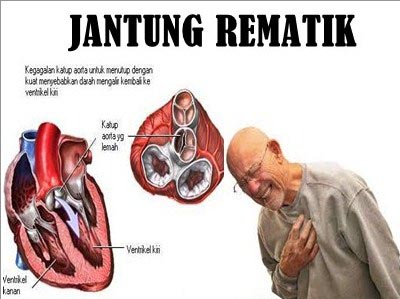 JANTUNG REMATIK
Kegagalan katup aorta untuk menutup dengan
kuat menyebabkan darah mengalir kembali ke
ventrikel kiri
Katup
aorta yg
lemah
Ventrikel kiri
Ventrikel
kanan